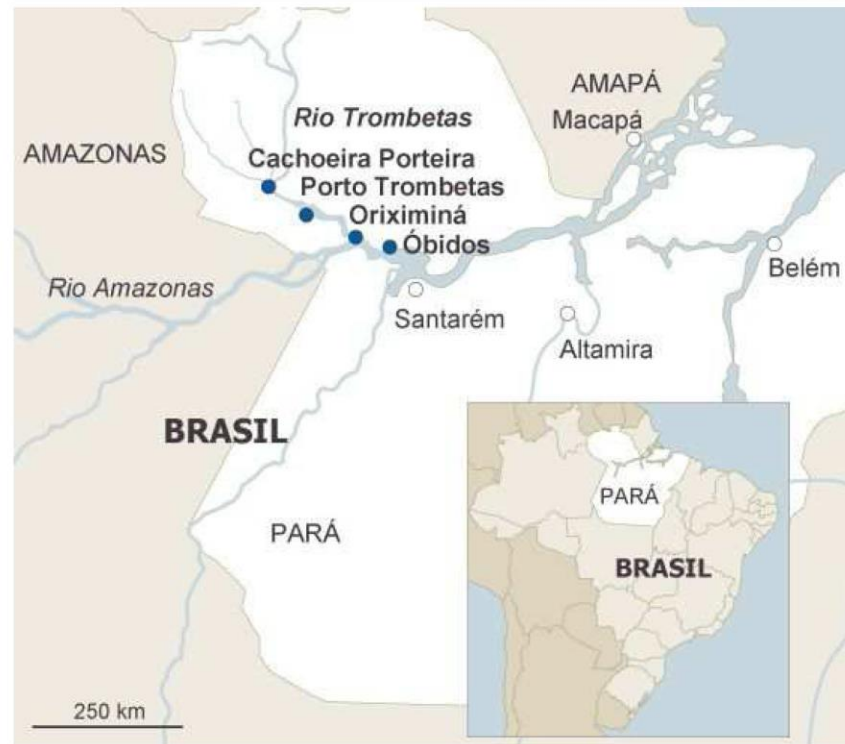 AMAPÁ
Rio Trombetas
Macapá
AMAZONAS
Cachoeira Porteira
Porto Trombetas
Oriximiná
Óbidos
Belém
Rio Amazonas
Santarém
Altamira
BRASIL
PARÁ
PARÁ
BRASIL
250 km